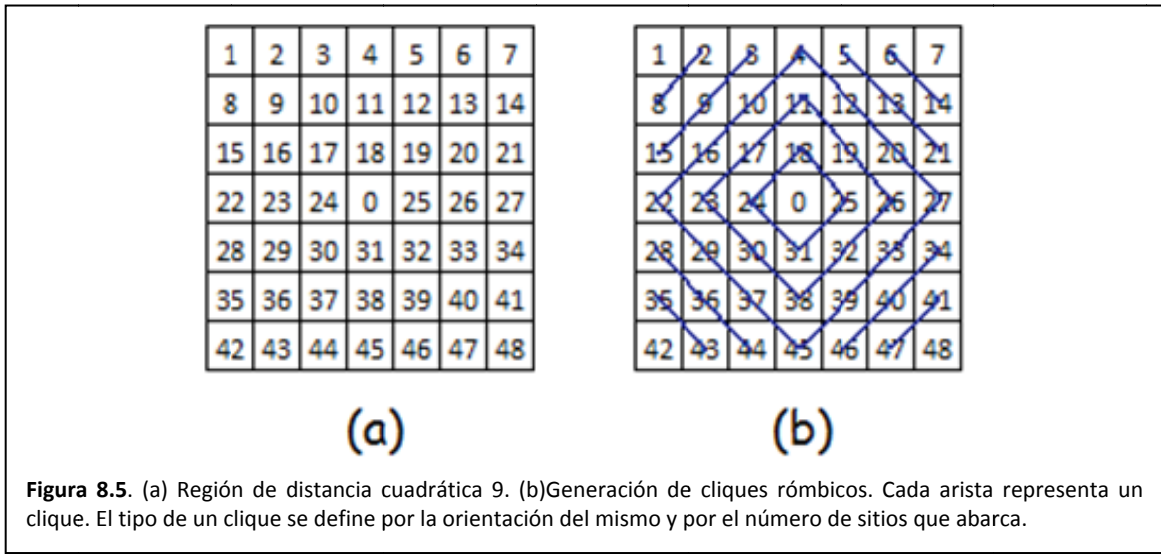 1 2 3 4 5 6 7
8 9 10 11 12 13 14
15 16 17 18 19 20 21
22 23 24 0 25 26 27
28 29 30 31 32 33 34
35 36 37 38 39 40 41
42 43 44 45 46 47 48
(a)
1 2 3 4 5 6 7
8 9 10 11 12 13 14
15 16 17 18 19 20 21
22 23 24 0 25 26 27
28 29 30 31 32 33 34
35 36 37 38 39 40 41
42 43 44 45 46 47 48
(b)
Figura 8.5. (a) Región de distancia cuadrática 9. (b)Generación de cliques rómbicos. Cada arista representa un
clique. El tipo de un clique se define por la orientación del mismo y por el número de sitios que abarca.